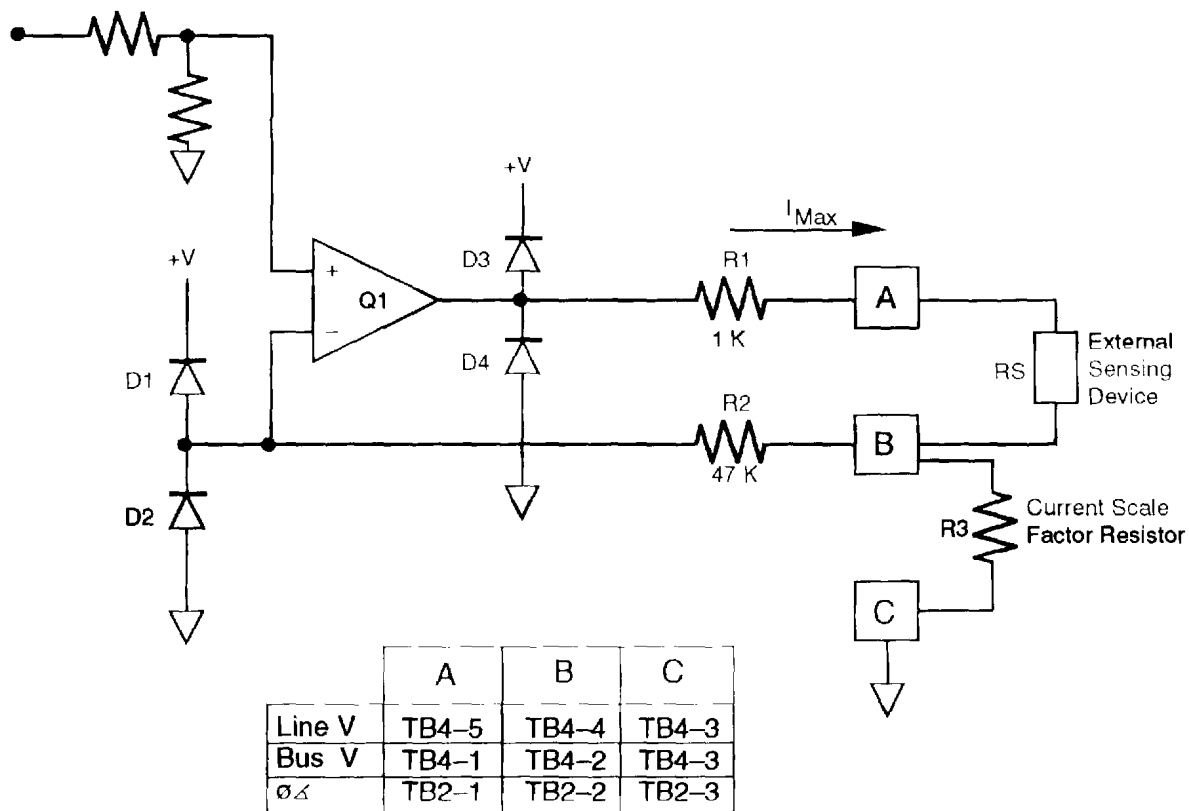 +V
I Max
D3
R1
+V
+
Q1
A
−
1 K
External
D4
RS
Sensing
D1
Device
R2
B
47 K
D2
Current Scale
R3
Factor Resistor
C
A B C
Line V TB4–5 TB4–4 TB4–3
Bus V TB4–1 TB4–2 TB4–3
ø∡ TB2–1 TB2–2 TB2–3